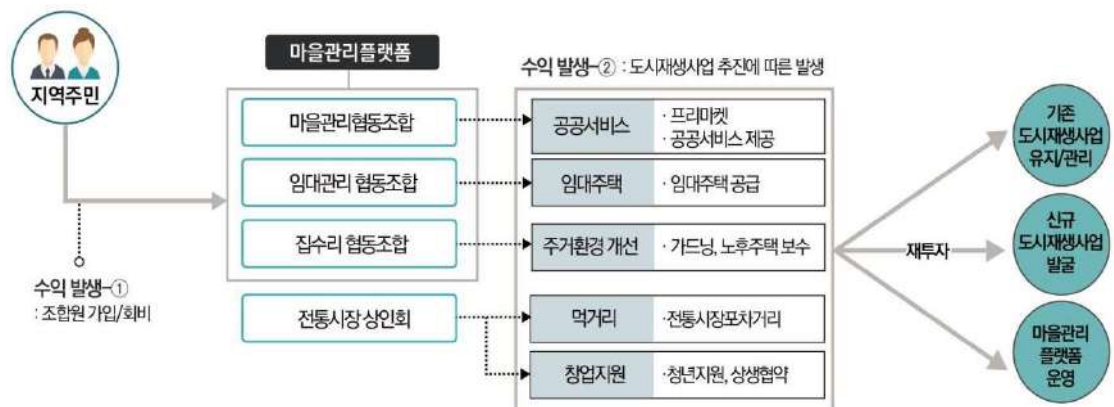 지역주민
수익 발생-①
: 조합원 가입/회비
마을관리플랫폼
마을관리협동조합
임대관리 협동조합
집수리 협동조합
전통시장 상인회
수익 발생-② : 도시재생사업 추진에 따른 발생
공공서비스
· 프리마켓
· 공공서비스 제공
임대주택
· 임대주택 공급
주거환경 개선
· 가드닝, 노후주택 보수
먹거리
·전통시장포차거리
창업지원
·청년지원, 상생협약
재투자
기존
도시재생사업
유지/관리
신규
도시재생사업
발굴
마을관리
플랫폼
운영